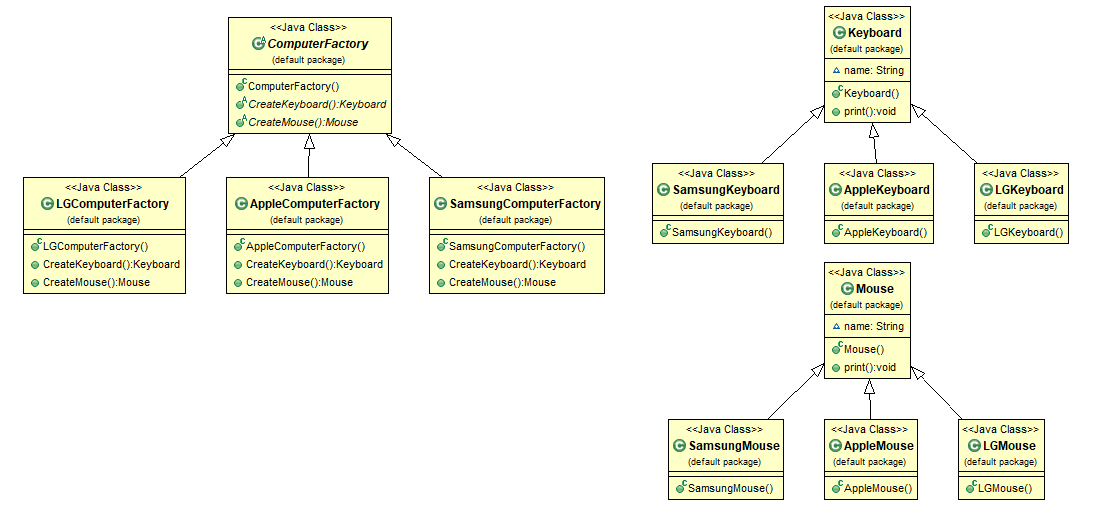 <<Java Class>>
ComputerFactory
(default package)
ComputerFactory()
CreateKeyboard():Keyboard
CreateMouse():Mouse
<<Java Class>>
LGComputerFactory
(default package)
LGComputerFactory()
CreateKeyboard():Keyboard
CreateMouse():Mouse
<<Java Class>>
AppleComputerFactory
(default package)
AppleComputerFactory()
CreateKeyboard():Keyboard
CreateMouse():Mouse
<<Java Class>>
SamsungComputerFactory
(default package)
SamsungComputerFactory()
CreateKeyboard():Keyboard
CreateMouse():Mouse
<<Java Class>>
Keyboard
(default package)
name: String
Keyboard()
print():void
<<Java Class>>
SamsungKeyboard
(default package)
SamsungKeyboard()
<<Java Class>>
AppleKeyboard
(default package)
AppleKeyboard()
<<Java Class>>
LGKeyboard
(default package)
LGKeyboard()
<<Java Class>>
Mouse
(default package)
name: String
Mouse()
print():void
<<Java Class>>
SamsungMouse
(default package)
SamsungMouse()
<<Java Class>>
AppleMouse
(default package)
AppleMouse()
<<Java Class>>
LGMouse
(default package)
LGMouse()